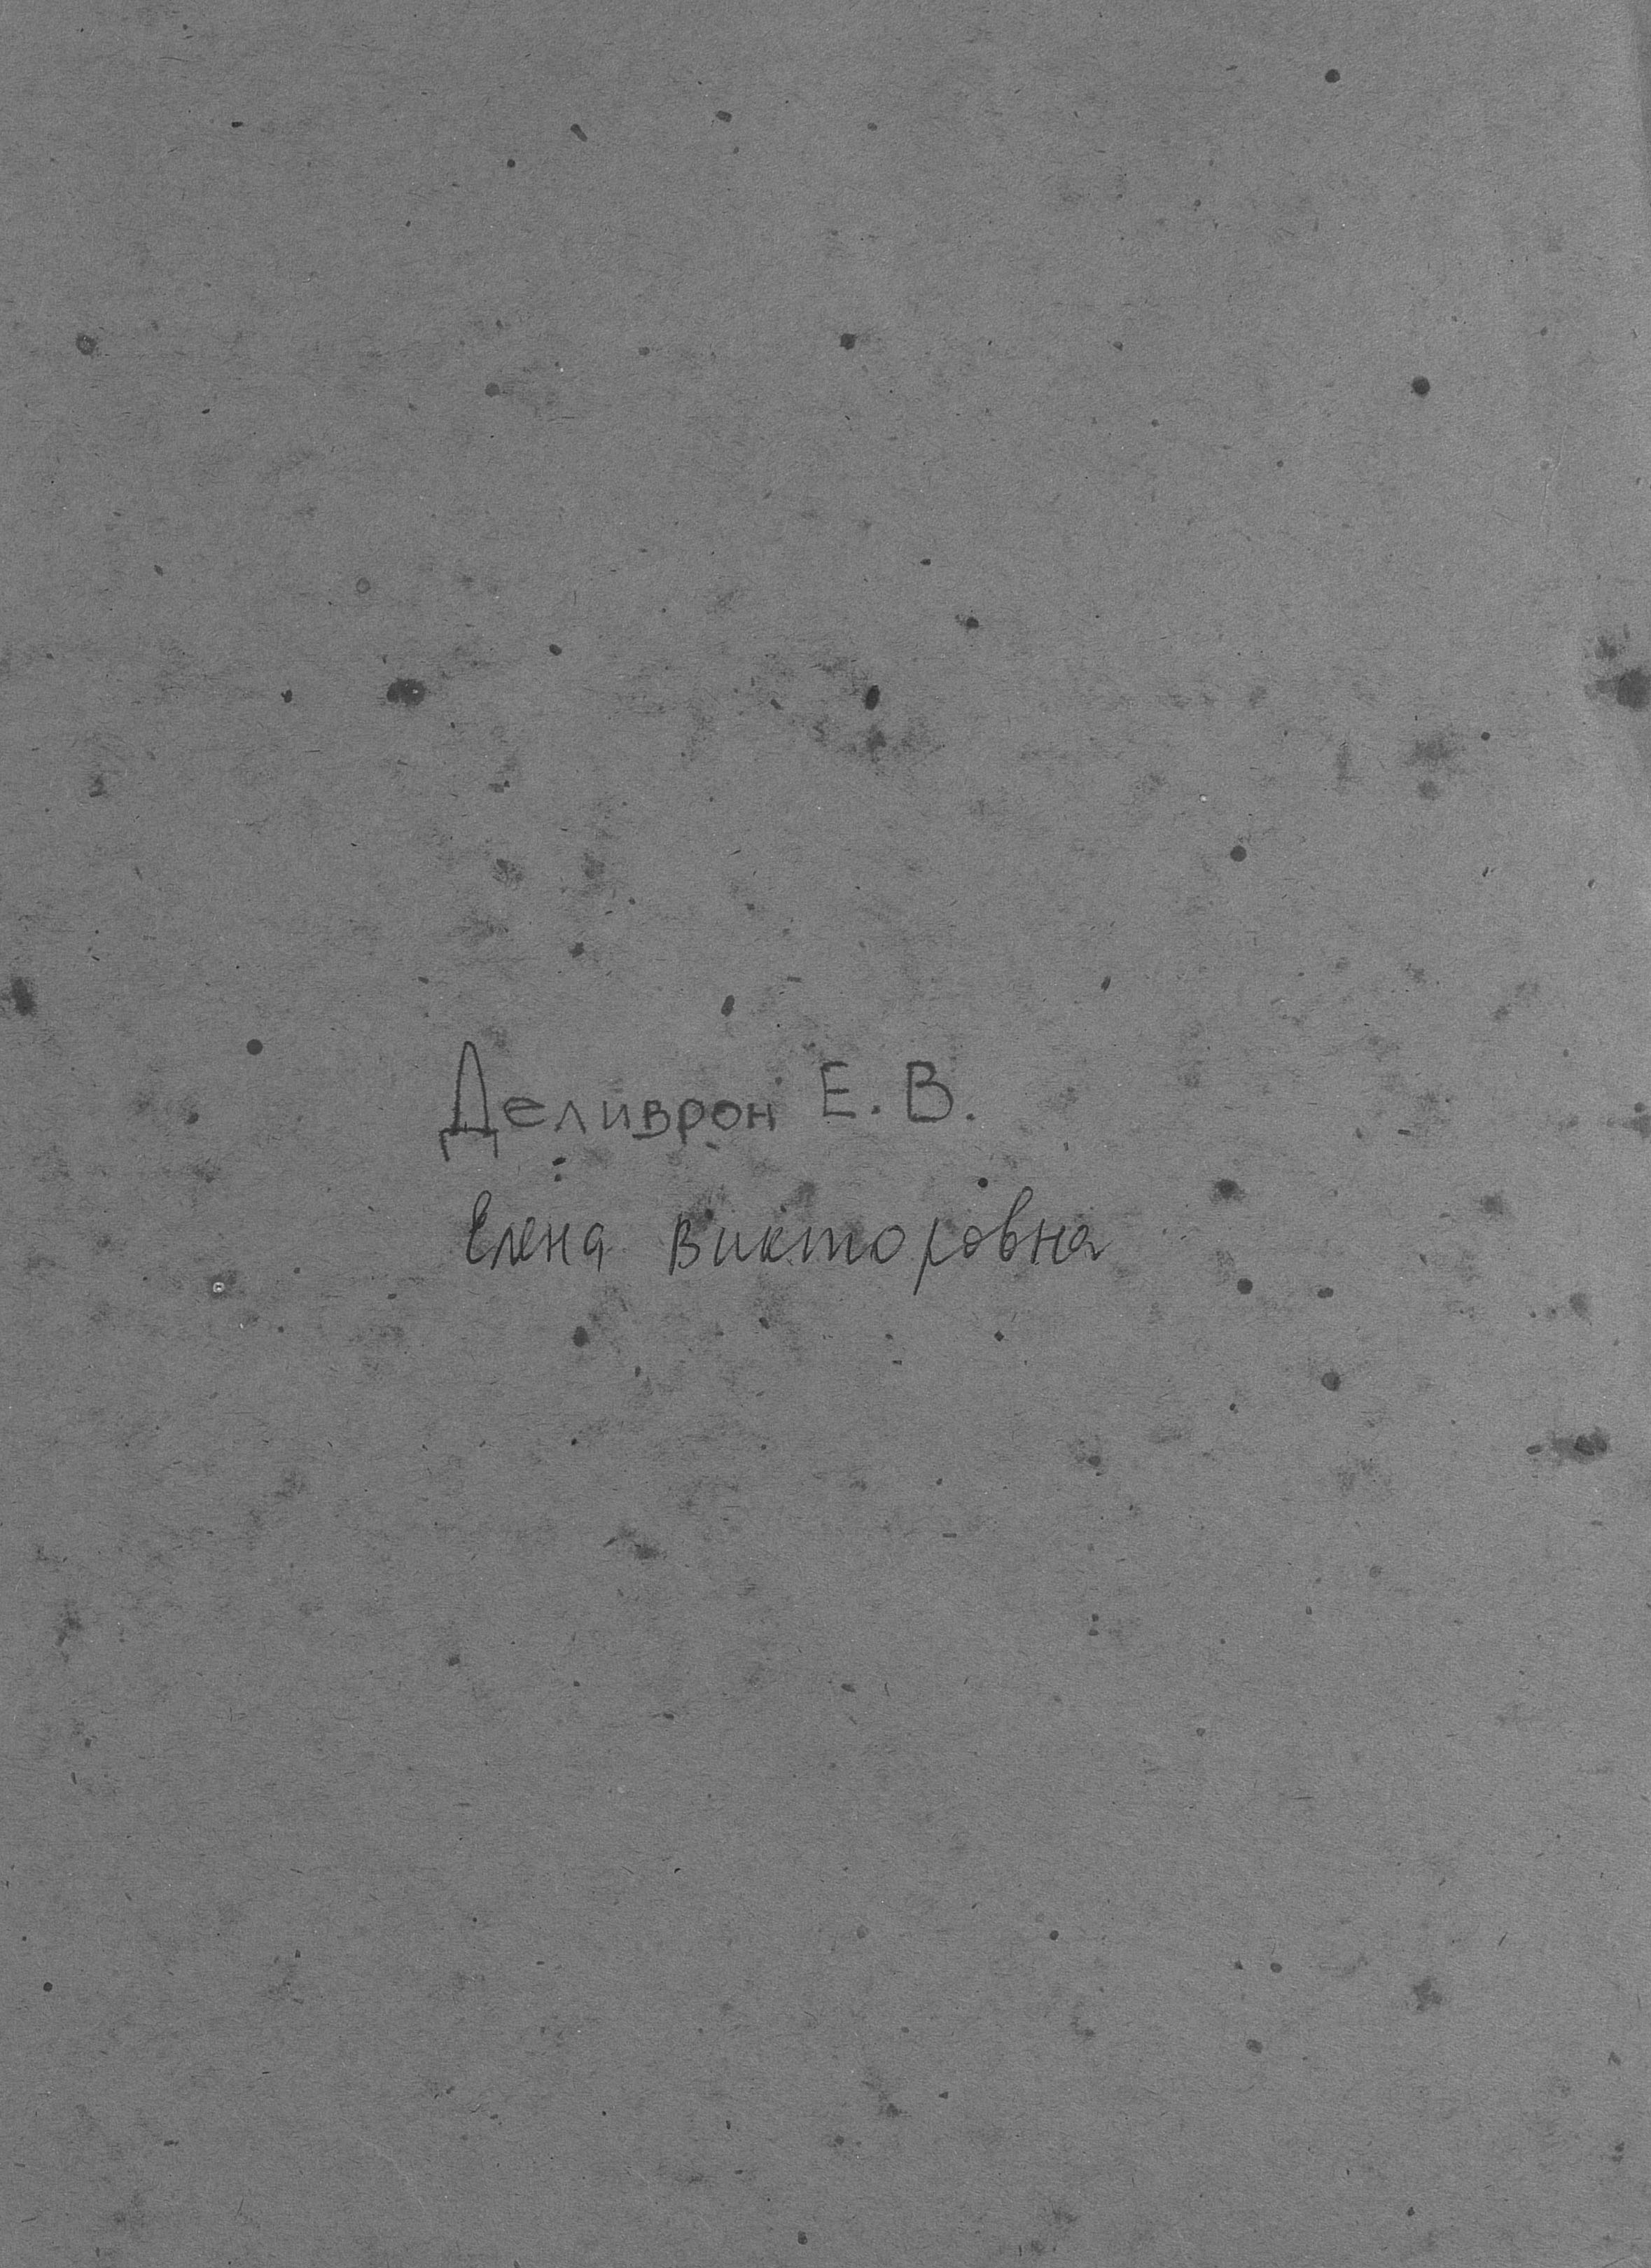 Деливрон Е. В.
Елена Викторовна